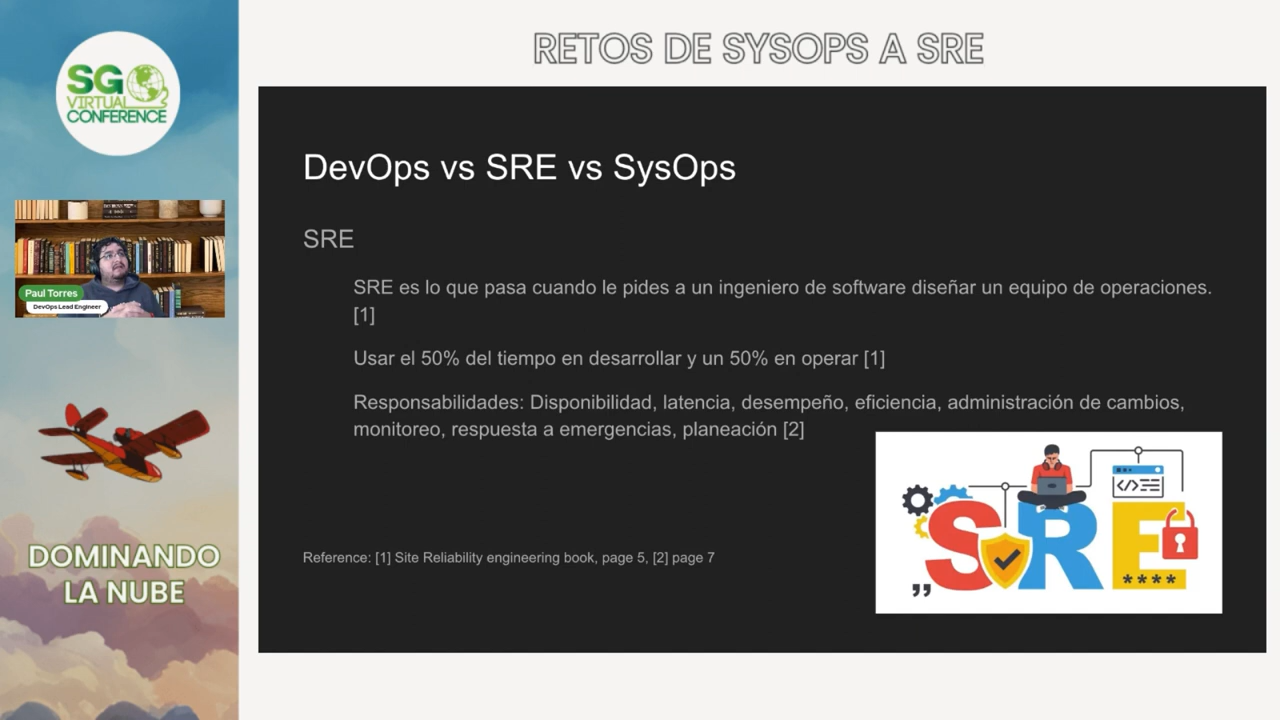 RETOS DE SYSOPS A SRE
SG
VIRTUAL
CONFERENCE
Paul Torres
DevOps Lead Engineer
DOMINANDO
LA NUBE
DevOps vs SRE vs SysOps
SRE
SRE es lo que pasa cuando le pides a un ingeniero de software diseñar un equipo de operaciones.
[1]
Usar el 50% del tiempo en desarrollar y un 50% en operar [1]
Responsabilidades: Disponibilidad, latencia, desempeño, eficiencia, administración de cambios,
monitoreo, respuesta a emergencias, planeación [2]
Reference: [1] Site Reliability engineering book, page 5, [2] page 7
</>
SRE
****